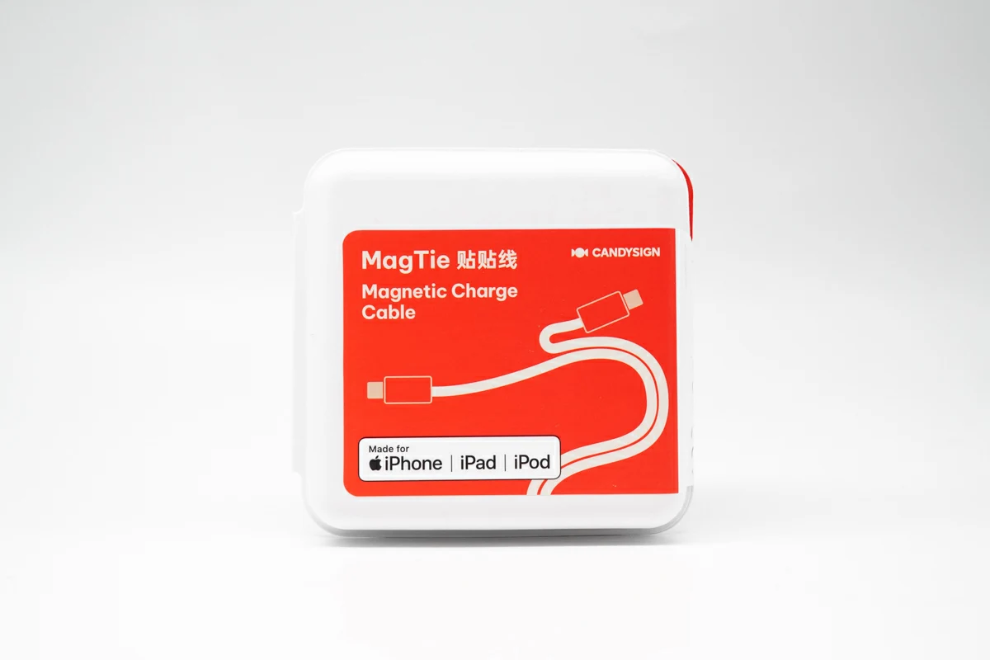 MagTie 贴贴线
CANDYSIGN
Magnetic Charge
Cable
Made for
iPhone | iPad | iPod